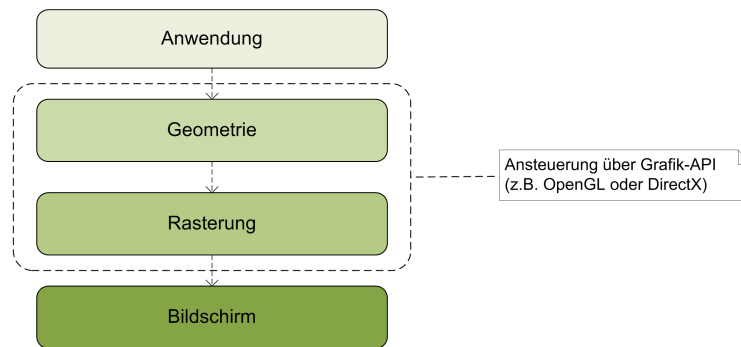 Anwendung
Geometrie
Ansteuerung über Grafik-API
(z.B. OpenGL oder DirectX)
Rasterung
Bildschirm